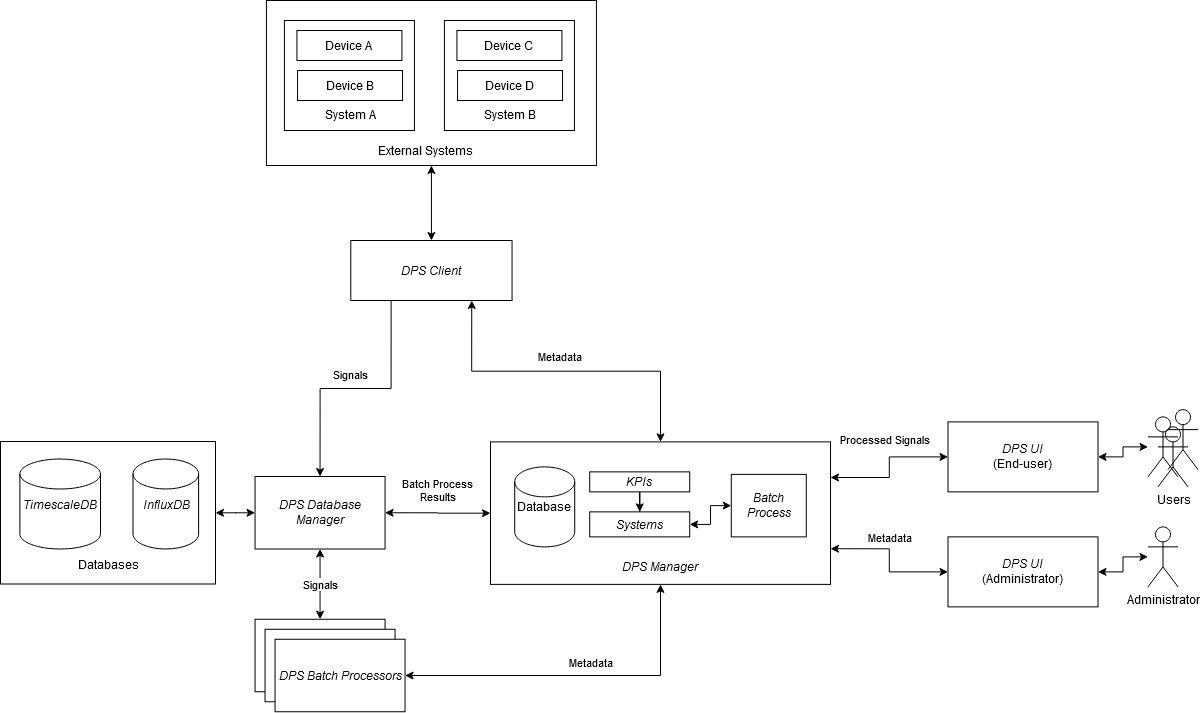 Device A
Device B
System A
Device C
Device D
System B
External Systems
DPS Client
Metadata
Signals
TimescaleDB
InfluxDB
Databases
DPS Database
Manager
Batch Process
Results
Database
KPIs
Systems
Batch
Process
DPS Manager
Processed Signals
DPS UI
(End-user)
Users
Metadata
DPS UI
(Administrator)
Administrator
Signals
DPS Batch Processors
Metadata